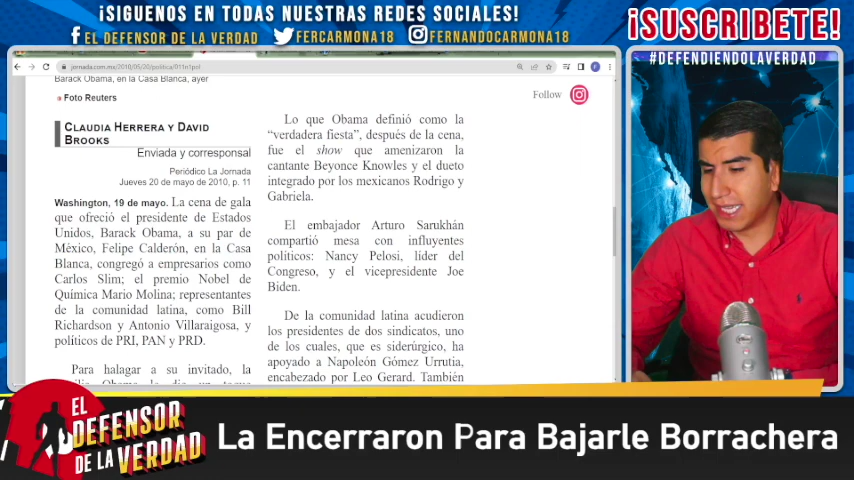 ¡SIGUENOS EN TODAS NUESTRAS REDES SOCIALES!
EL DEFENSOR DE LA VERDAD
FERCARMONA18
FERNANDOCARMONA18
¡SUSCRIBETE!
#DEFENDIENDOLAVERDAD
jornada.com.mx/2010/05/20/politica/011n1pol
Barack Obama, en la Casa Blanca, ayer
Foto Reuters
Follow
CLAUDIA HERRERA Y DAVID
BROOKS
Enviada y corresponsal
Periódico La Jornada
Jueves 20 de mayo de 2010, p. 11
Washington, 19 de mayo. La cena de gala
que ofreció el presidente de Estados
Unidos, Barack Obama, a su par de
México, Felipe Calderón, en la Casa
Blanca, congregó a empresarios como
Carlos Slim; el premio Nobel de
Química Mario Molina; representantes
de la comunidad latina, como Bill
Richardson y Antonio Villaraigosa, y
políticos de PRI, PAN y PRD.
Para halagar a su invitado, la
Lo que Obama definió como la
“verdadera fiesta”, después de la cena,
fue el show que amenizaron la
cantante Beyonce Knowles y el dueto
integrado por los mexicanos Rodrigo y
Gabriela.
El embajador Arturo Sarukhán
compartió mesa con influyentes
políticos: Nancy Pelosi, líder del
Congreso, y el vicepresidente Joe
Biden.
De la comunidad latina acudieron
los presidentes de dos sindicatos, uno
de los cuales, que es siderúrgico, ha
apoyado a Napoleón Gómez Urrutia,
encabezado por Leo Gerard. También
EL
DEFENSOR
DE LA VERDAD
La Encerraron Para Bajarle Borrachera